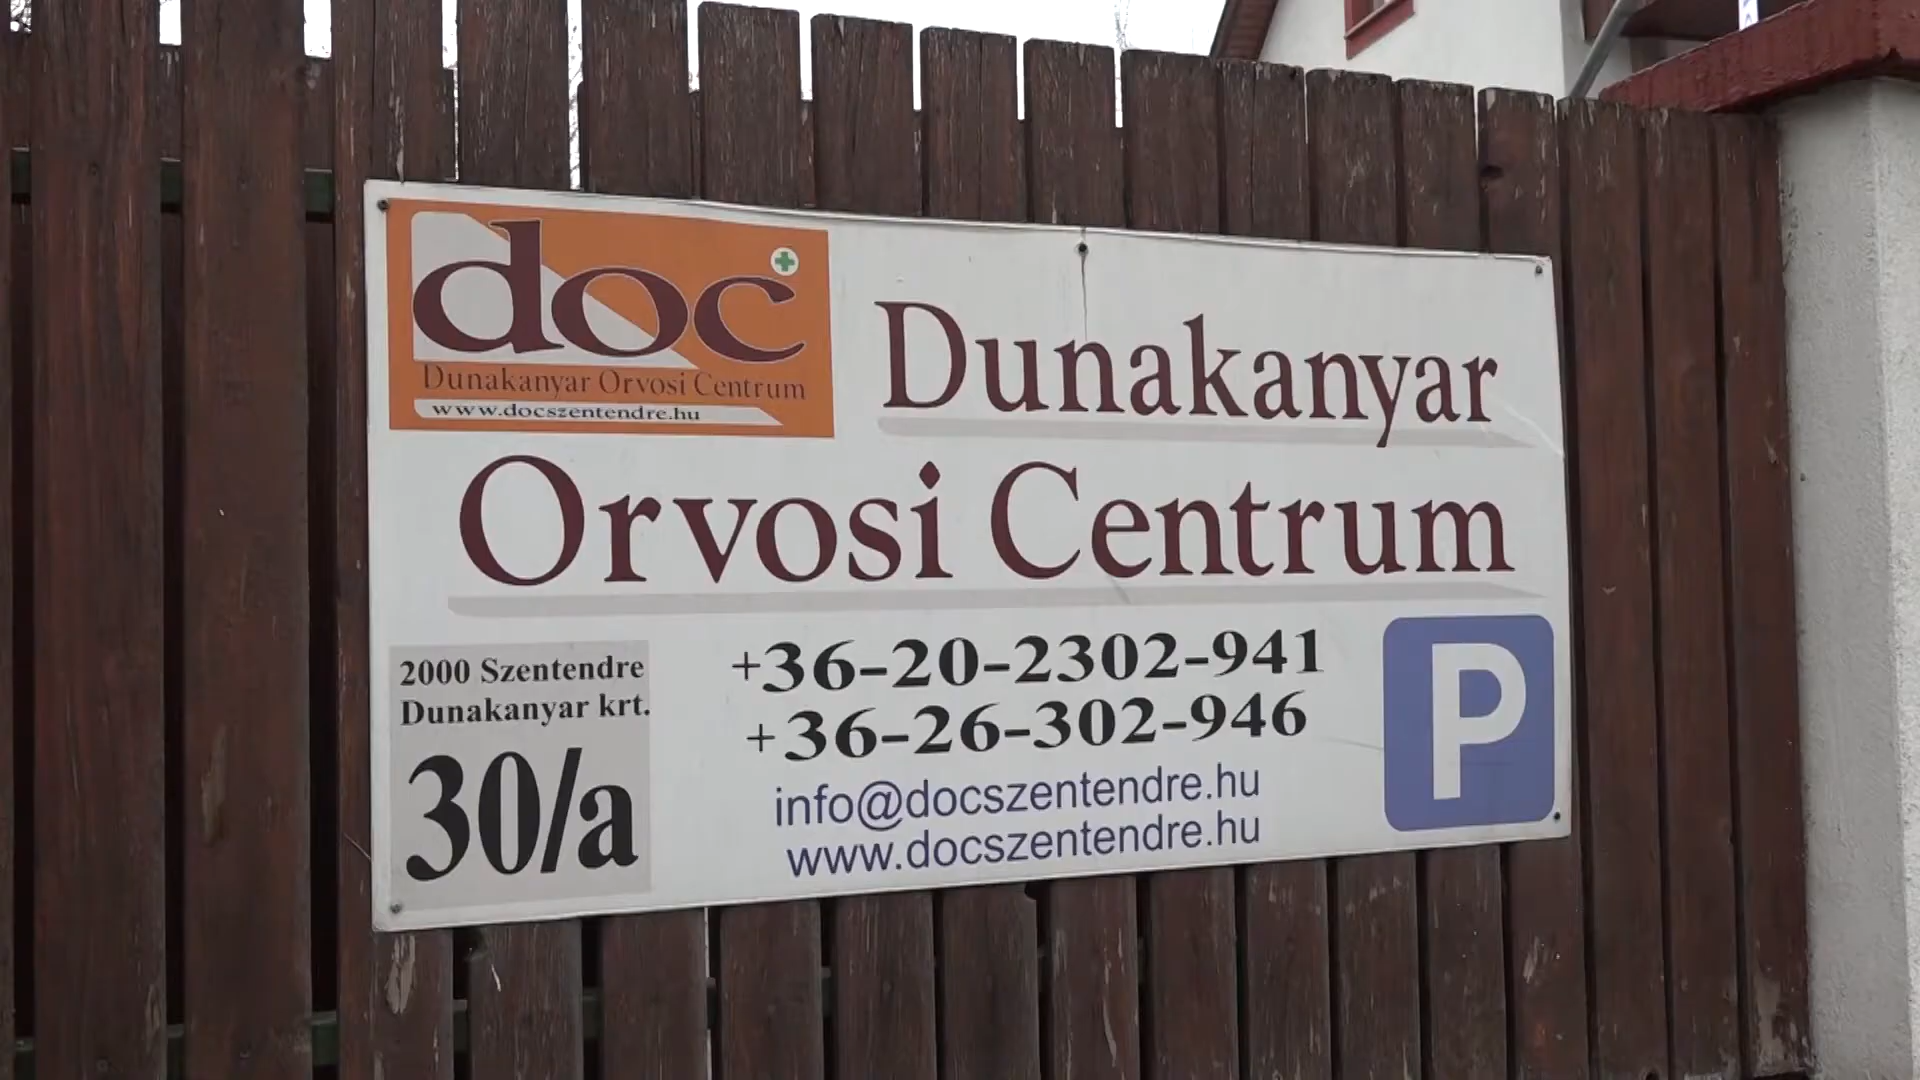 doc
Dunakanyar Orvosi Centrum
www.docszentendre.hu
Dunakanyar
Orvosi Centrum
2000 Szentendre
Dunakanyar krt.
30/a
+36-20-2302-941
+36-26-302-946
info@docszentendre.hu
www.docszentendre.hu
P